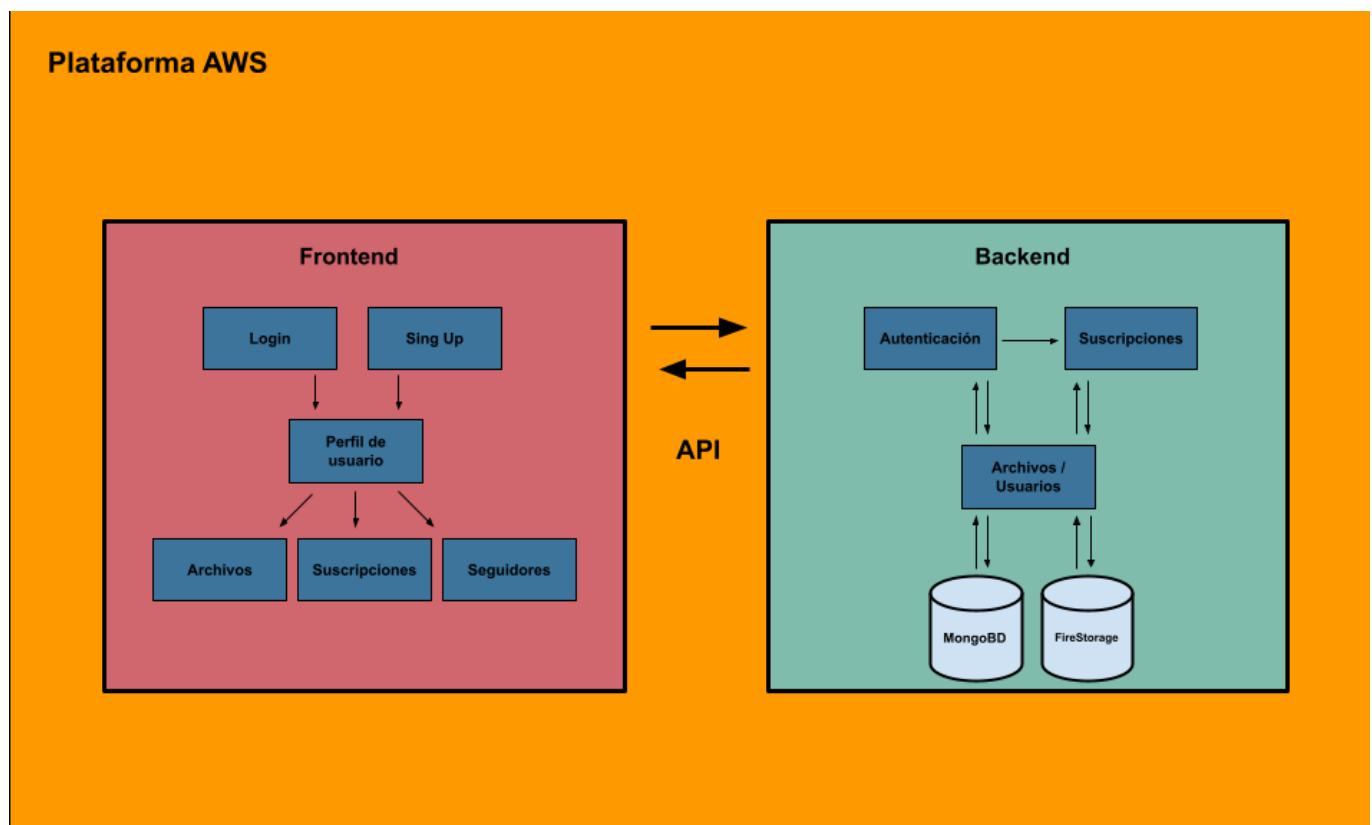 Plataforma AWS
Frontend
Login
Sing Up
Perfil de
usuario
Archivos
Suscripciones
Seguidores
API
Backend
Autenticación
Suscripciones
Archivos /
Usuarios
MongoBD
FireStorage